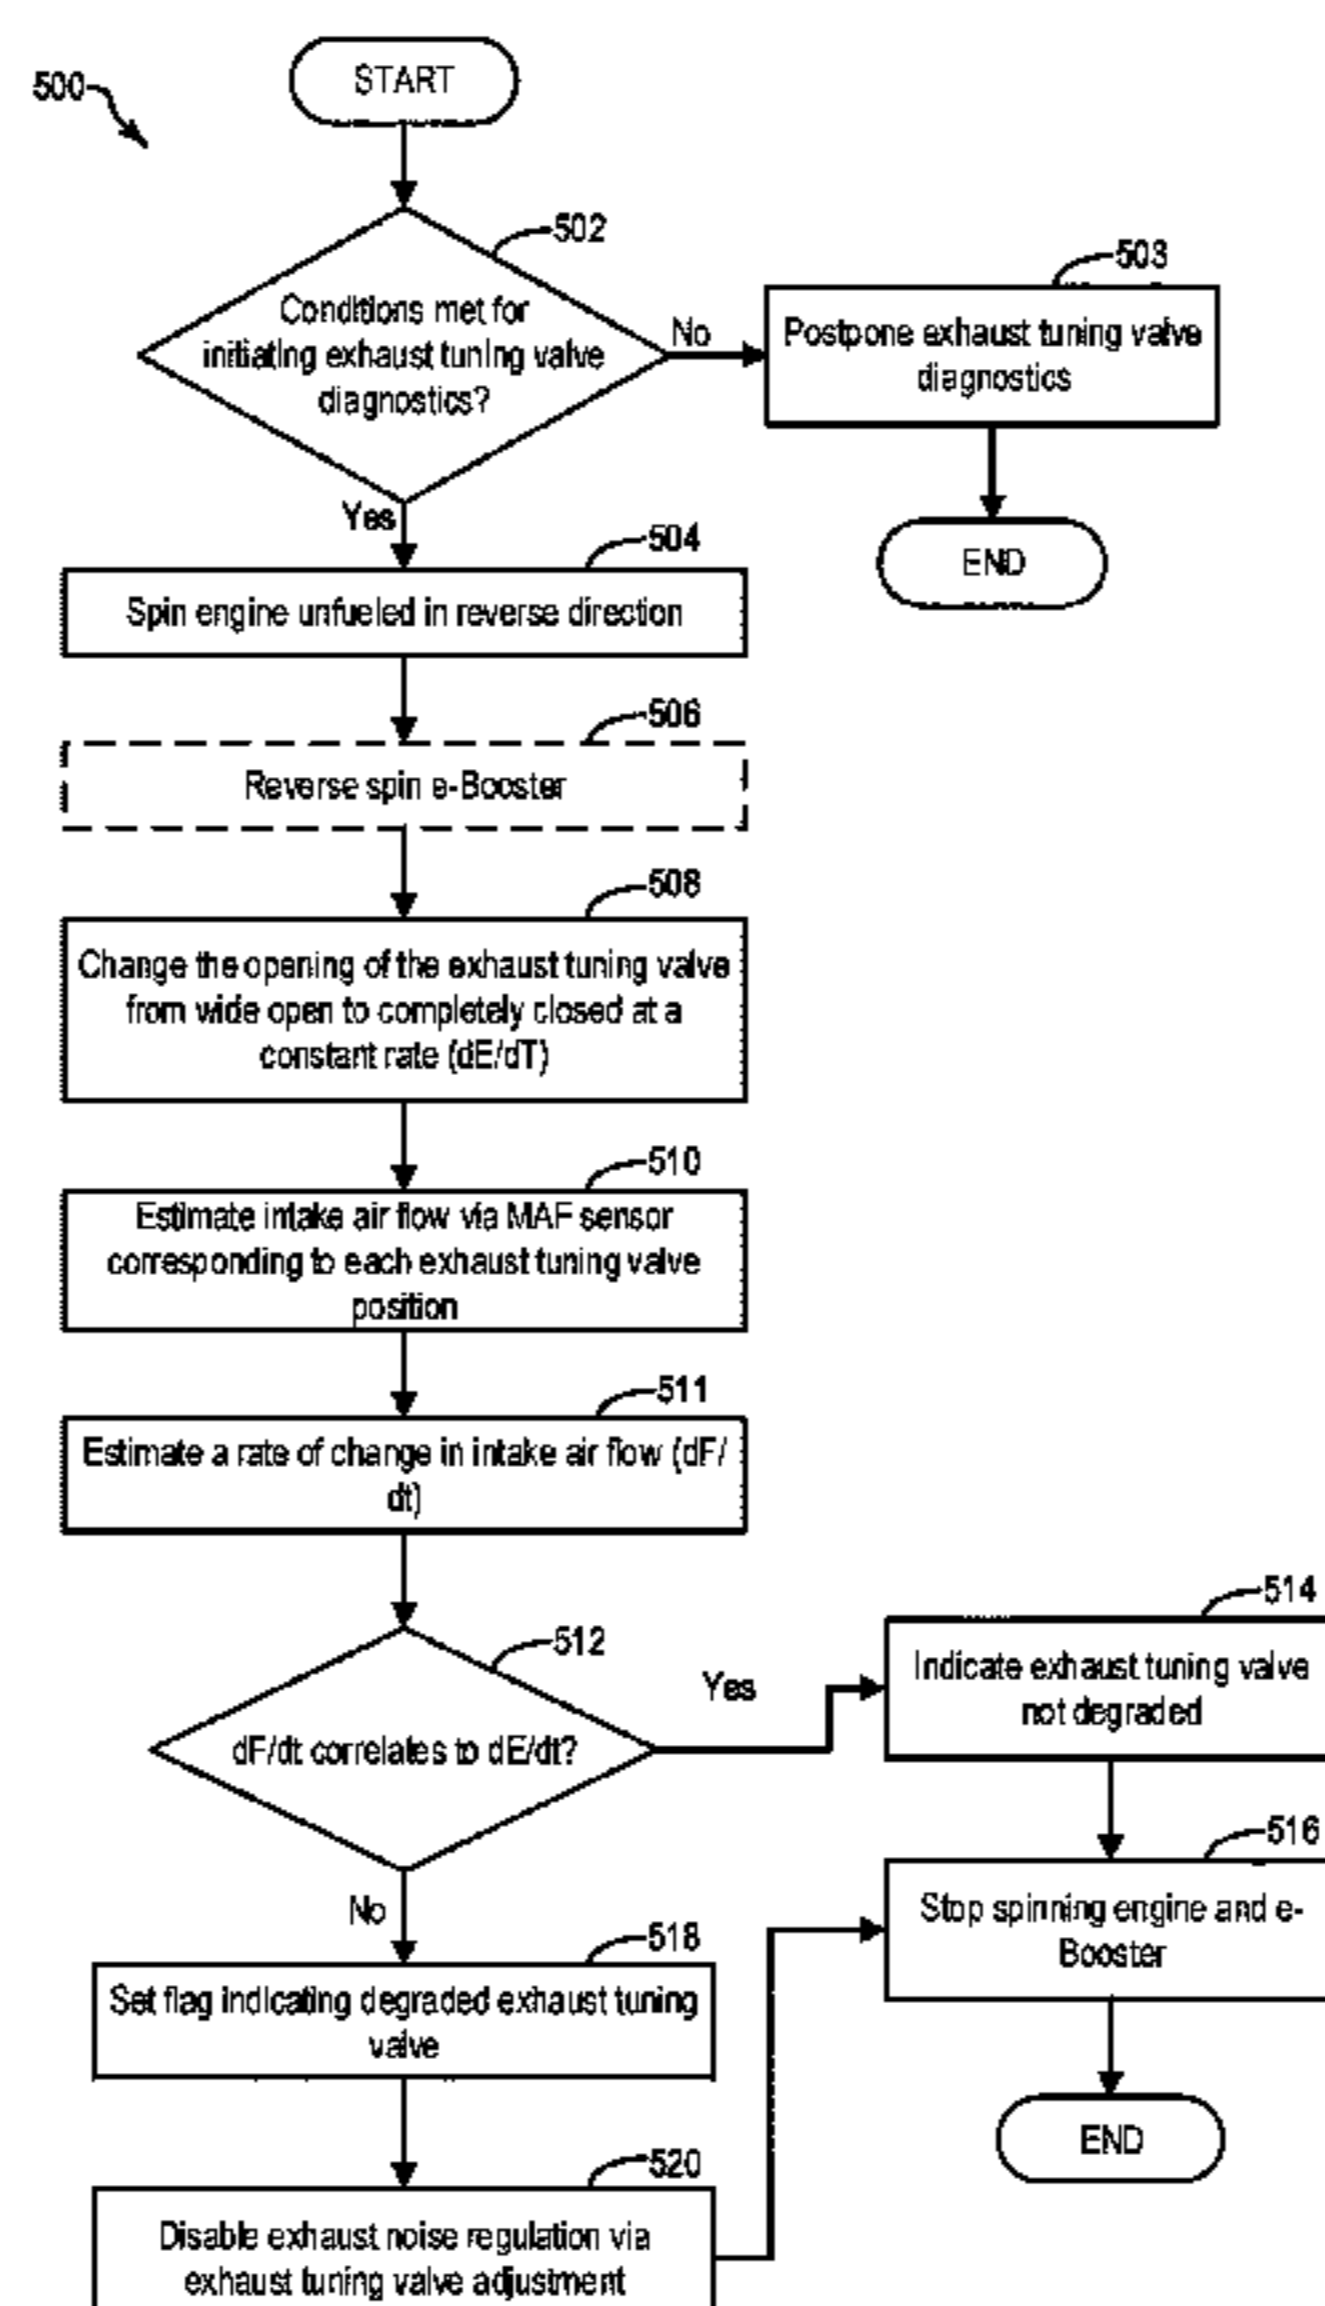 500
START
502
Conditions met for
initiating exhaust tuning valve
diagnostics?
No
503
Postpone exhaust tuning valve
diagnostics
END
Yes
504
Spin engine unfueled in reverse direction
506
Reverse spin e-Booster
508
Change the opening of the exhaust tuning valve
from wide open to completely closed at a
constant rate (dE/dT)
510
Estimate intake air flow via MAF sensor
corresponding to each exhaust tuning valve
position
511
Estimate a rate of change in intake air flow (dF/
dt)
512
dF/dt correlates to dE/dt?
Yes
514
Indicate exhaust tuning valve
not degraded
516
Stop spinning engine and e-
Booster
END
No
518
Set flag indicating degraded exhaust tuning
valve
520
Disable exhaust noise regulation via
exhaust tuning valve adjustment